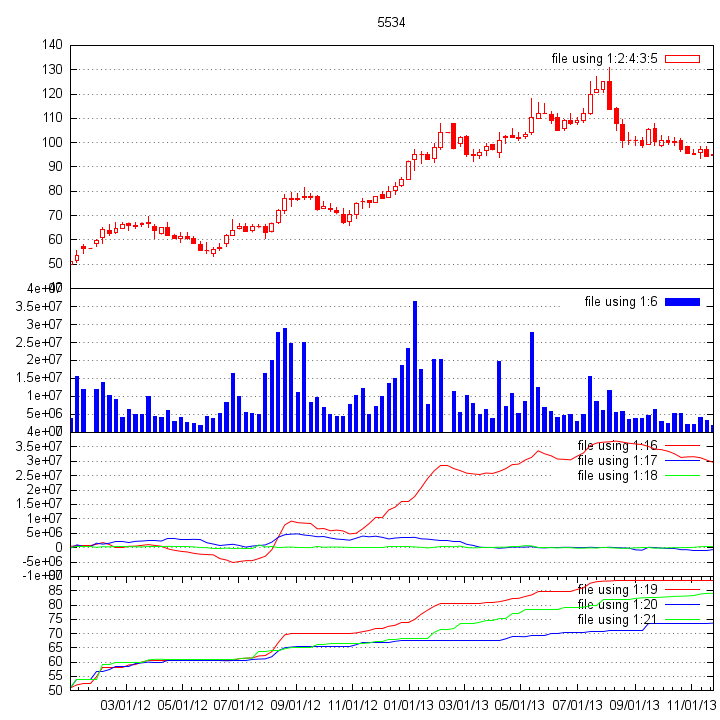 5534
140
file using 1:2:4:3:5
130
120
110
100
90
80
70
60
50
40
4e+07
file using 1:6
3.5e+07
3e+07
2.5e+07
2e+07
1.5e+07
1e+07
5e+06
0
4e+07
file using 1:16
3.5e+07
file using 1:17
3e+07
file using 1:18
2.5e+07
2e+07
1.5e+07
1e+07
5e+06
0
-5e+06
-1e+07
90
file using 1:19
85
file using 1:20
80
file using 1:21
75
70
65
60
55
50
03/01/12 05/01/12 07/01/12 09/01/12 11/01/12 01/01/13 03/01/13 05/01/13 07/01/13 09/01/13 11/01/13